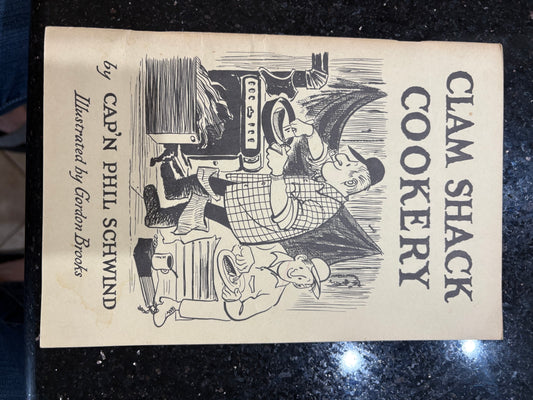 CLAM SHACK
COOKERY
by CAP'N PHIL SCHWIND
Illustrated by Gordon Brooks